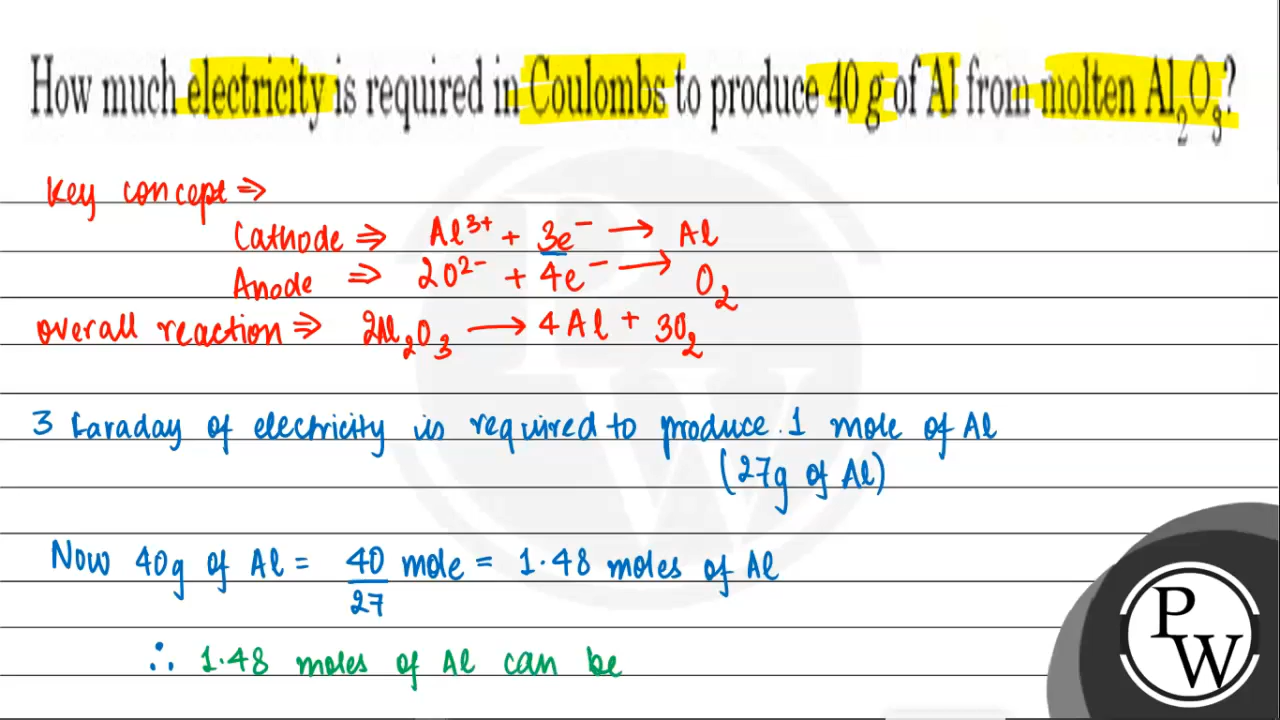 How much electricity is required in Coulombs to produce 40 g of Al from molten Al₂O₃?
Key concept ⇒
Cathode ⇒ Al³⁺ + 3e⁻ → Al
Anode ⇒ 2O²⁻ + 4e⁻ → O₂
Overall reaction ⇒ 2Al₂O₃ → 4Al + 3O₂
3 Faraday of electricity is required to produce 1 mole of Al
(27g of Al)
Now 40g of Al = 40/27 mole = 1.48 moles of Al
∴ 1.48 moles of Al can be
P
W